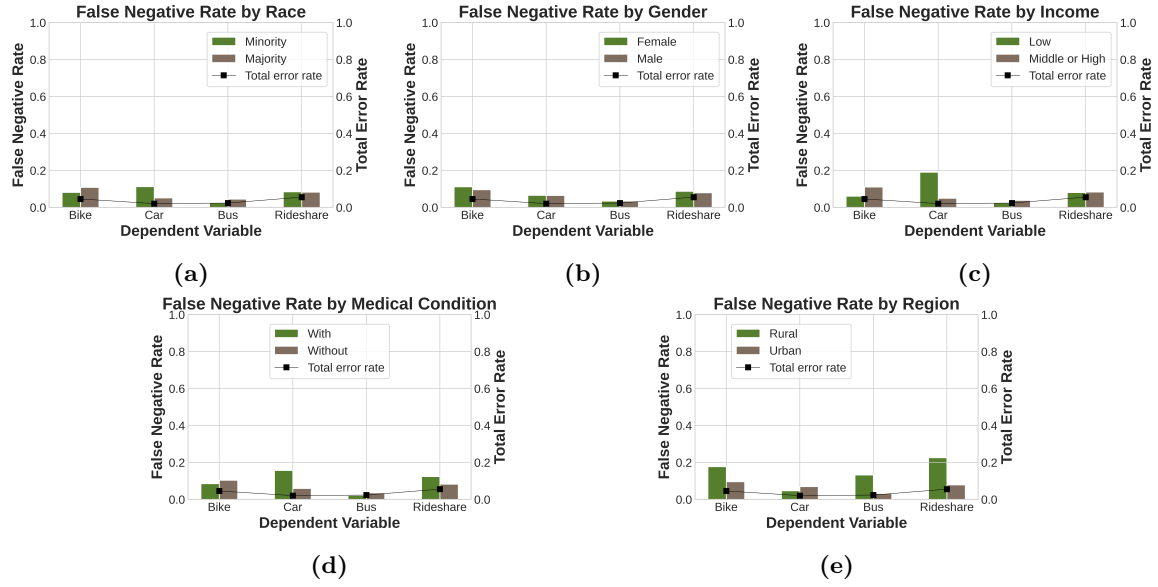 False Negative Rate by Race
False Negative Rate
1.0
0.8
0.6
0.4
0.2
0.0
Minority
Majority
Total error rate
1.0
0.8
0.6
0.4
0.2
0.0
Total Error Rate
Bike Car Bus Rideshare
Dependent Variable
(a)
False Negative Rate by Gender
False Negative Rate
1.0
0.8
0.6
0.4
0.2
0.0
Female
Male
Total error rate
1.0
0.8
0.6
0.4
0.2
0.0
Total Error Rate
Bike Car Bus Rideshare
Dependent Variable
(b)
False Negative Rate by Income
False Negative Rate
1.0
0.8
0.6
0.4
0.2
0.0
Low
Middle or High
Total error rate
1.0
0.8
0.6
0.4
0.2
0.0
Total Error Rate
Bike Car Bus Rideshare
Dependent Variable
(c)
False Negative Rate by Medical Condition
False Negative Rate
1.0
0.8
0.6
0.4
0.2
0.0
With
Without
Total error rate
1.0
0.8
0.6
0.4
0.2
0.0
Total Error Rate
Bike Car Bus Rideshare
Dependent Variable
(d)
False Negative Rate by Region
False Negative Rate
1.0
0.8
0.6
0.4
0.2
0.0
Rural
Urban
Total error rate
1.0
0.8
0.6
0.4
0.2
0.0
Total Error Rate
Bike Car Bus Rideshare
Dependent Variable
(e)